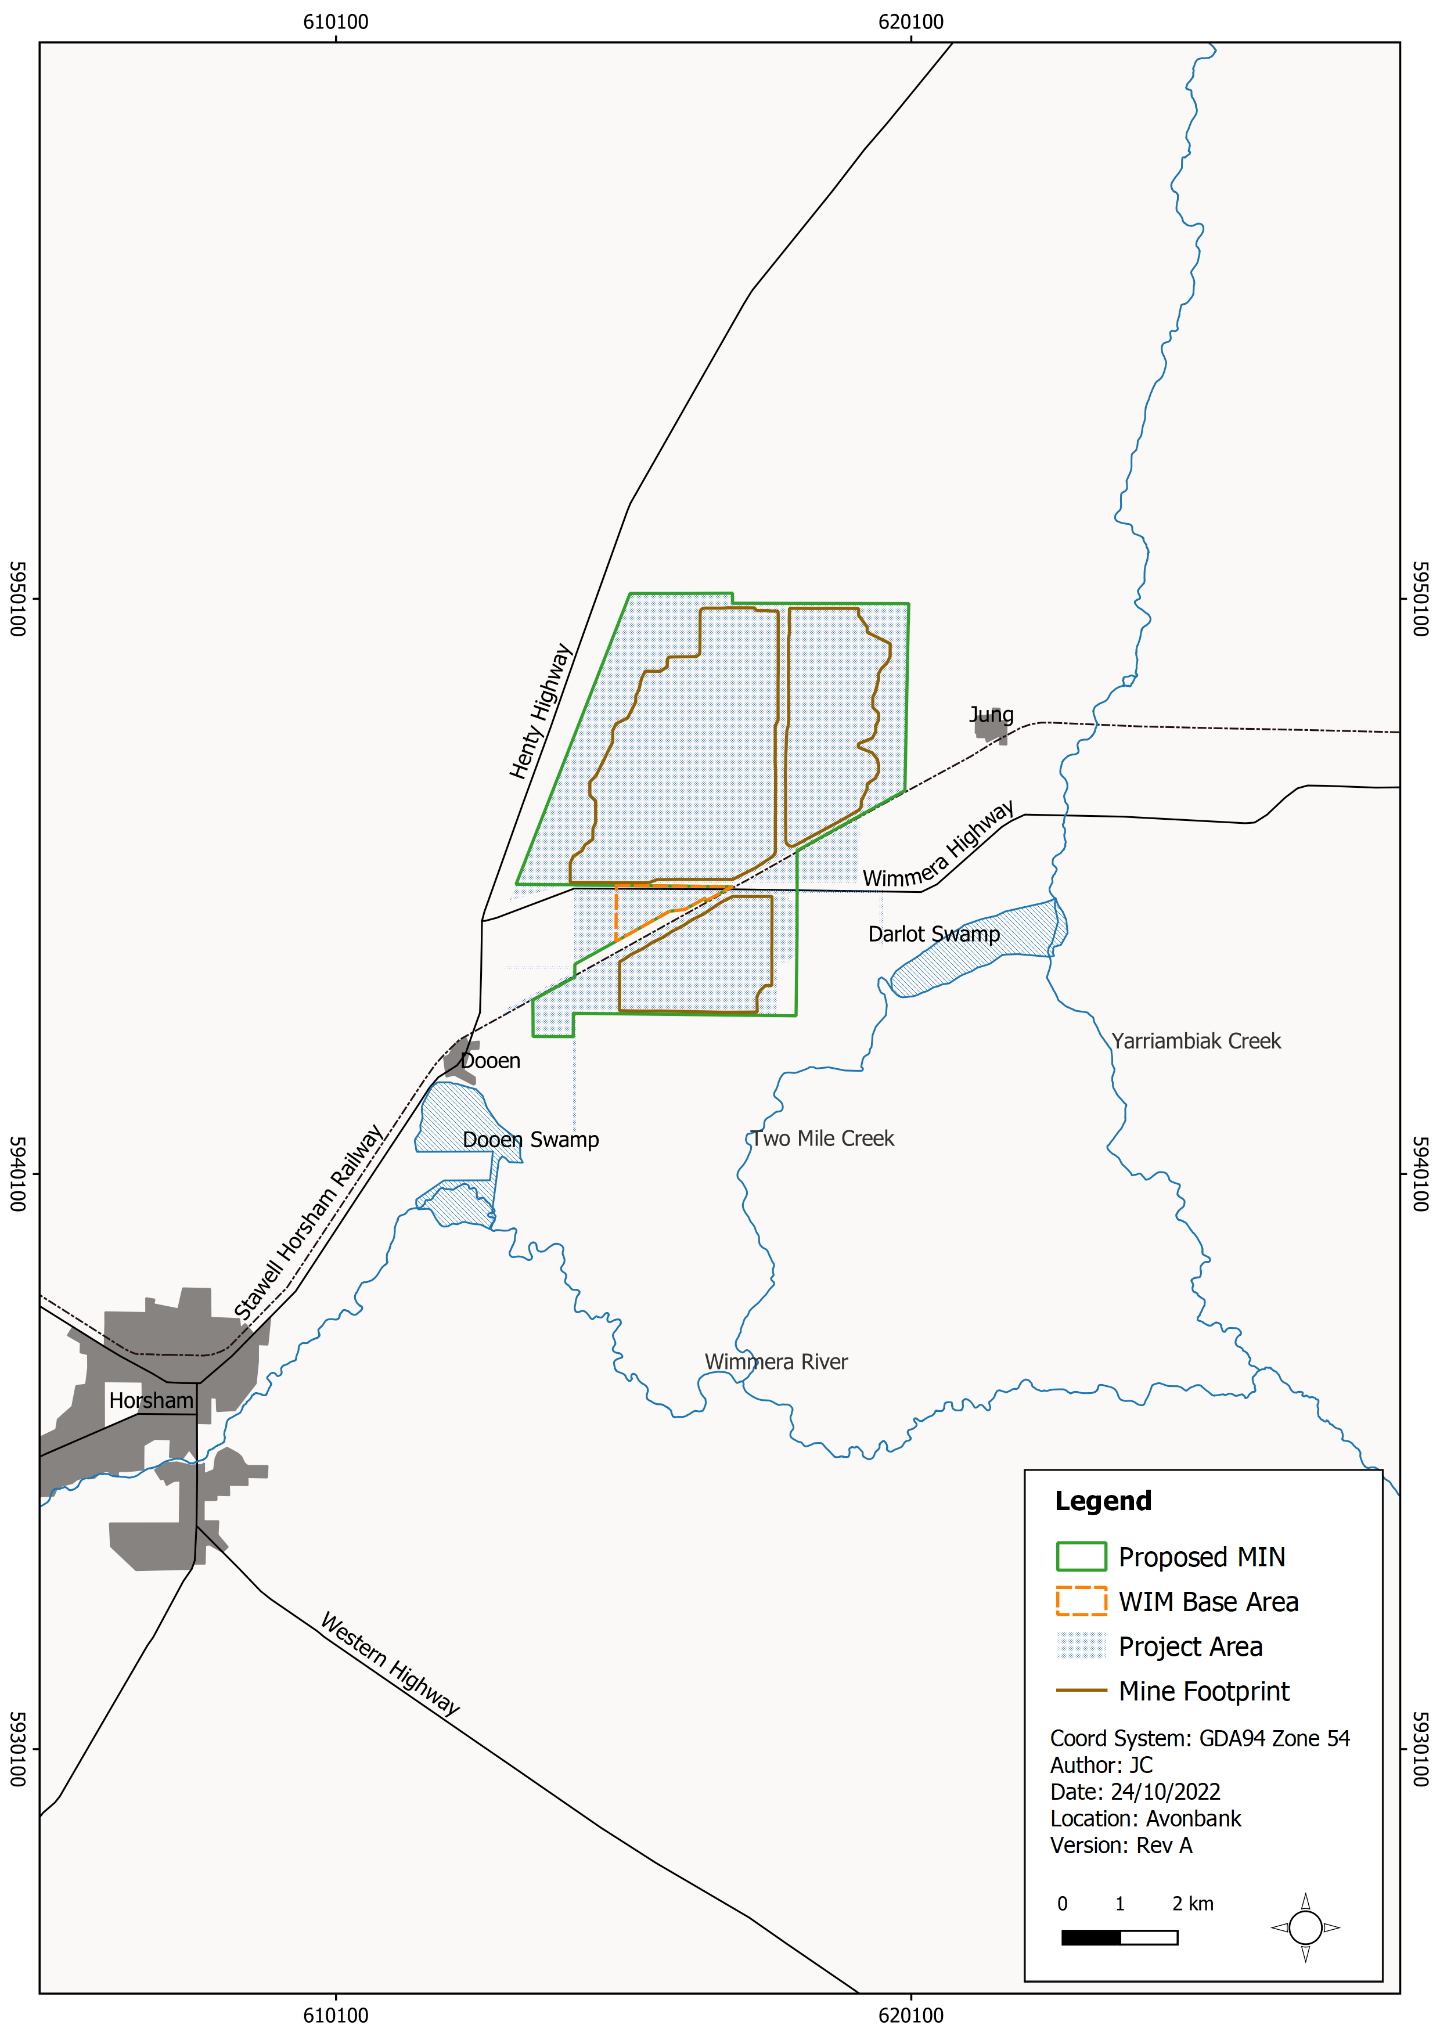 610100
620100
5950100
5950100
Henty Highway
Jung
Wimmera Highway
Darlot Swamp
Yarriambiak Creek
Dooen
Dooen Swamp
Two Mile Creek
5940100
5940100
Stawell Horsham Railway
Wimmera River
Horsham
Western Highway
5930100
5930100
Legend
Proposed MIN
WIM Base Area
Project Area
Mine Footprint
Coord System: GDA94 Zone 54
Author: JC
Date: 24/10/2022
Location: Avonbank
Version: Rev A
0 1 2 km
610100
620100